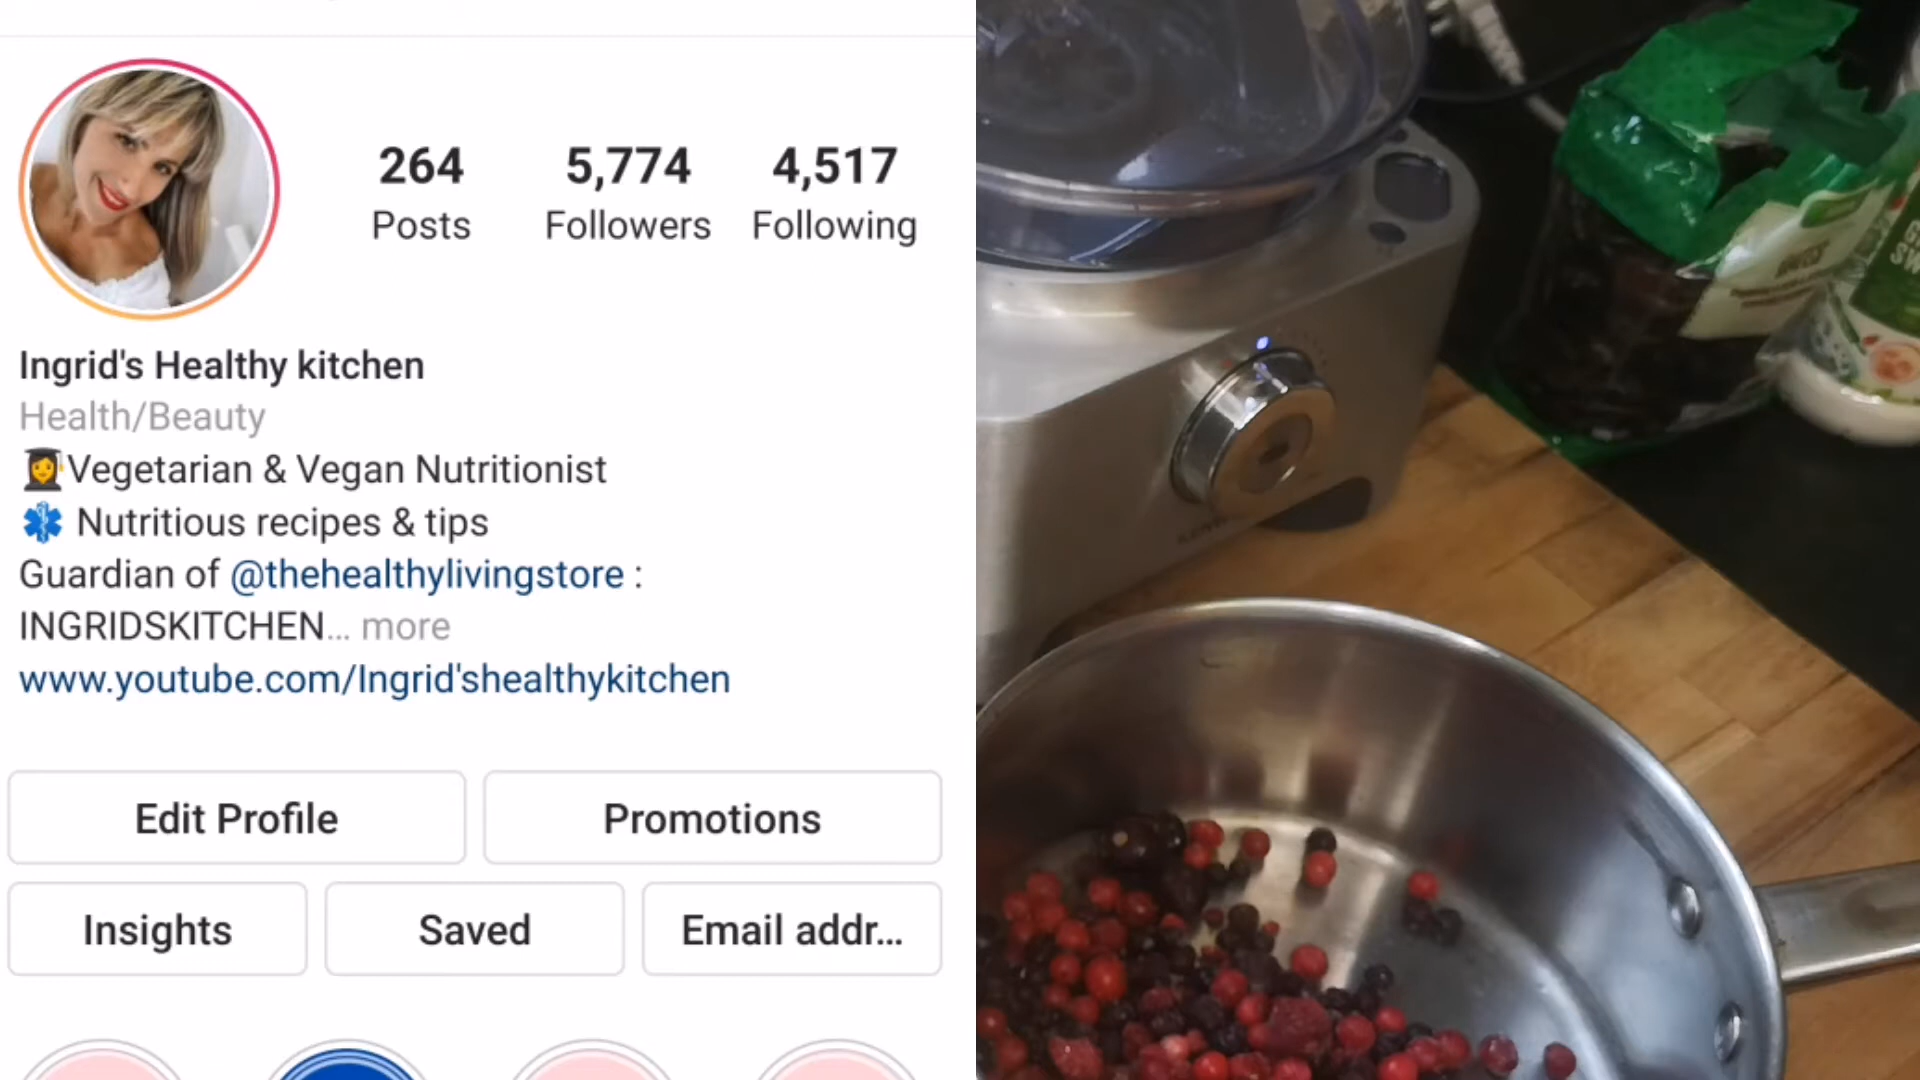 264 5,774 4,517
Posts Followers Following
Ingrid's Healthy kitchen
Health/Beauty
Vegetarian & Vegan Nutritionist
Nutritious recipes & tips
Guardian of @thehealthylivingstore :
INGRIDSKITCHEN... more
www.youtube.com/Ingrid'shealthykitchen
Edit Profile Promotions
Insights Saved Email addr...